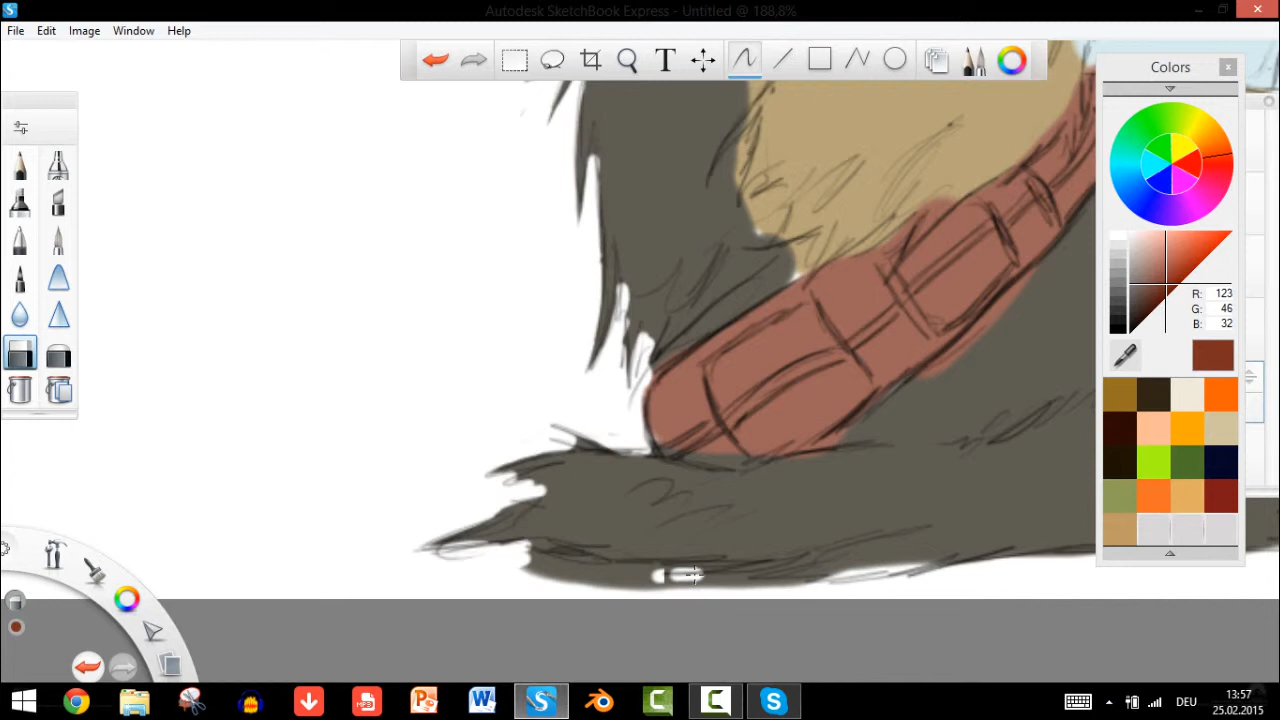 Autodesk SketchBook Express - Untitled @ 188,8%
File Edit Image Window Help
T
Colors
x
R: 123
G: 46
B: 32
MP3
P
W
S
C
C
S
DEU
13:57
25.02.2015